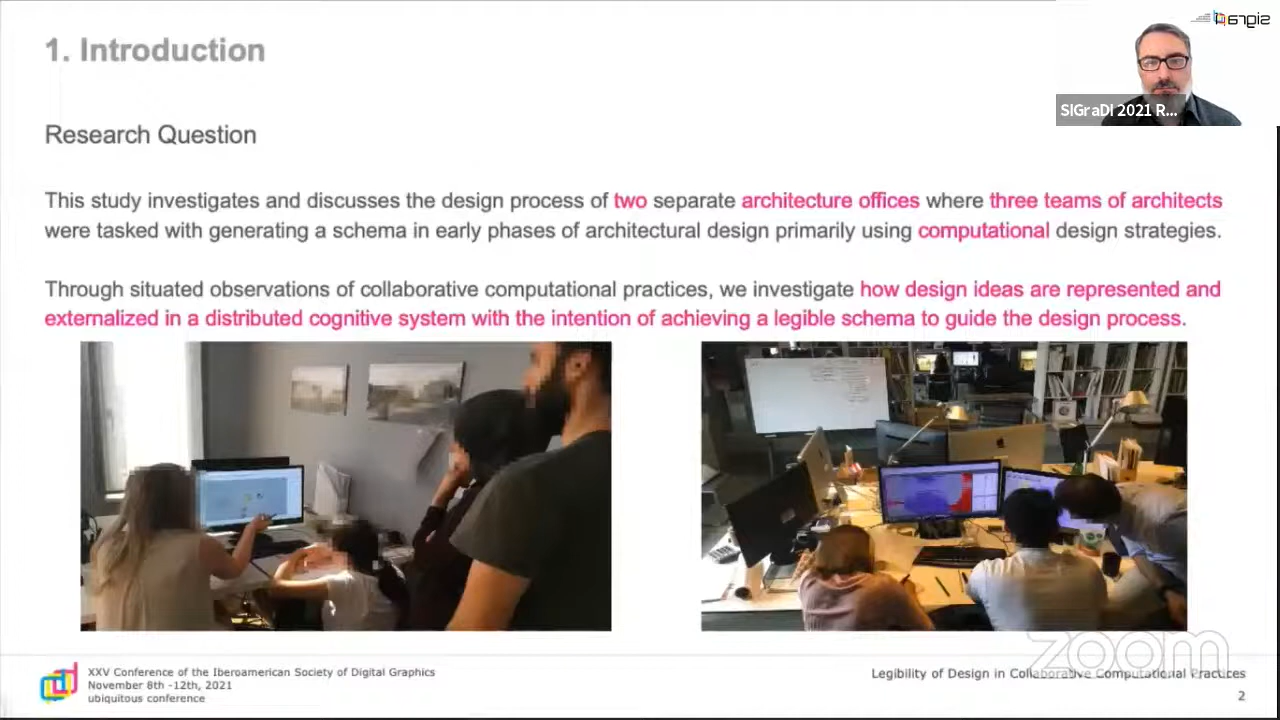 1. Introduction
SIGraDI 2021 R...
Research Question
This study investigates and discusses the design process of two separate architecture offices where three teams of architects
were tasked with generating a schema in early phases of architectural design primarily using computational design strategies.
Through situated observations of collaborative computational practices, we investigate how design ideas are represented and
externalized in a distributed cognitive system with the intention of achieving a legible schema to guide the design process.
zoom
XXV Conference of the Iberoamerican Society of Digital Graphics
November 8th -12th, 2021
ubiquitous conference
Legibility of Design in Collaborative Computational Practices
2